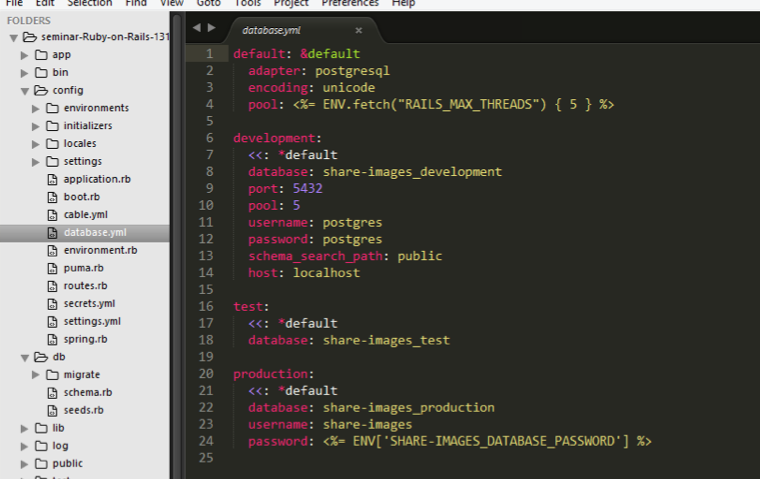 File Edit Selection Find View Goto Tools Project Preferences Help
FOLDERS
seminar-Ruby-on-Rails-131
app
bin
config
environments
initializers
locales
settings
application.rb
boot.rb
cable.yml
database.yml
environment.rb
puma.rb
routes.rb
secrets.yml
settings.yml
spring.rb
db
migrate
schema.rb
seeds.rb
lib
log
public
database.yml ×
1 default: &default
2 adapter: postgresql
3 encoding: unicode
4 pool: <%= ENV.fetch("RAILS_MAX_THREADS") { 5 } %>
5
6 development:
7 <<: *default
8 database: share-images_development
9 port: 5432
10 pool: 5
11 username: postgres
12 password: postgres
13 schema_search_path: public
14 host: localhost
15
16 test:
17 <<: *default
18 database: share-images_test
19
20 production:
21 <<: *default
22 database: share-images_production
23 username: share-images
24 password: <%= ENV['SHARE-IMAGES_DATABASE_PASSWORD'] %>
25